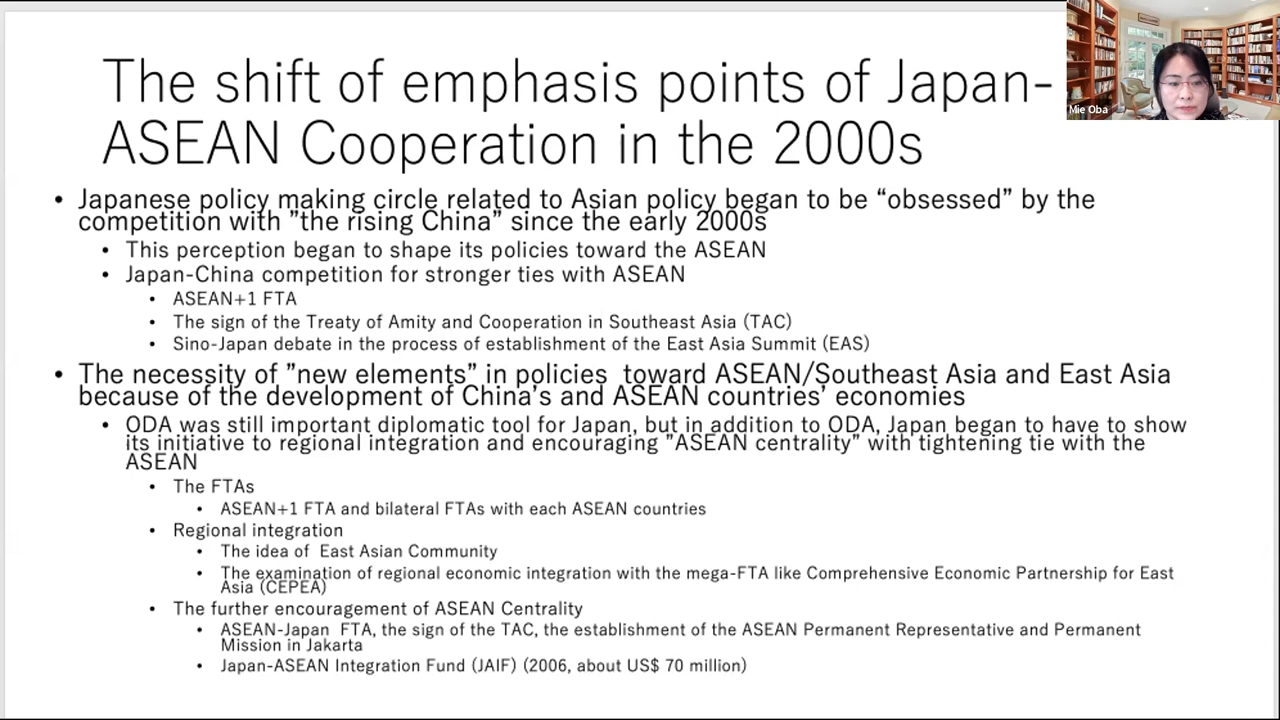 The shift of emphasis points of Japan-
ASEAN Cooperation in the 2000s
Mie Oba
• Japanese policy making circle related to Asian policy began to be “obsessed” by the
competition with ”the rising China” since the early 2000s
• This perception began to shape its policies toward the ASEAN
• Japan-China competition for stronger ties with ASEAN
• ASEAN+1 FTA
• The sign of the Treaty of Amity and Cooperation in Southeast Asia (TAC)
• Sino-Japan debate in the process of establishment of the East Asia Summit (EAS)
• The necessity of ”new elements” in policies  toward ASEAN/Southeast Asia and East Asia
because of the development of China’s and ASEAN countries’ economies
• ODA was still important diplomatic tool for Japan, but in addition to ODA, Japan began to have to show
its initiative to regional integration and encouraging ”ASEAN centrality” with tightening tie with the
ASEAN
• The FTAs
• ASEAN+1 FTA and bilateral FTAs with each ASEAN countries
• Regional integration
• The idea of  East Asian Community
• The examination of regional economic integration with the mega-FTA like Comprehensive Economic Partnership for East
Asia (CEPEA)
• The further encouragement of ASEAN Centrality
• ASEAN-Japan  FTA, the sign of the TAC, the establishment of the ASEAN Permanent Representative and Permanent
Mission in Jakarta
• Japan-ASEAN Integration Fund (JAIF) (2006, about US$ 70 million)